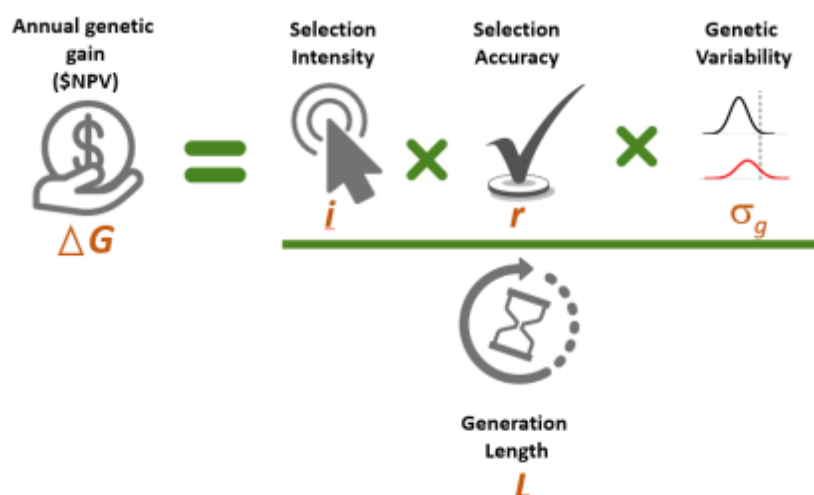 Annual genetic
gain
($NPV)
ΔG
=
Selection
Intensity
i
×
Selection
Accuracy
r
×
Genetic
Variability
σg
Generation
Length
L